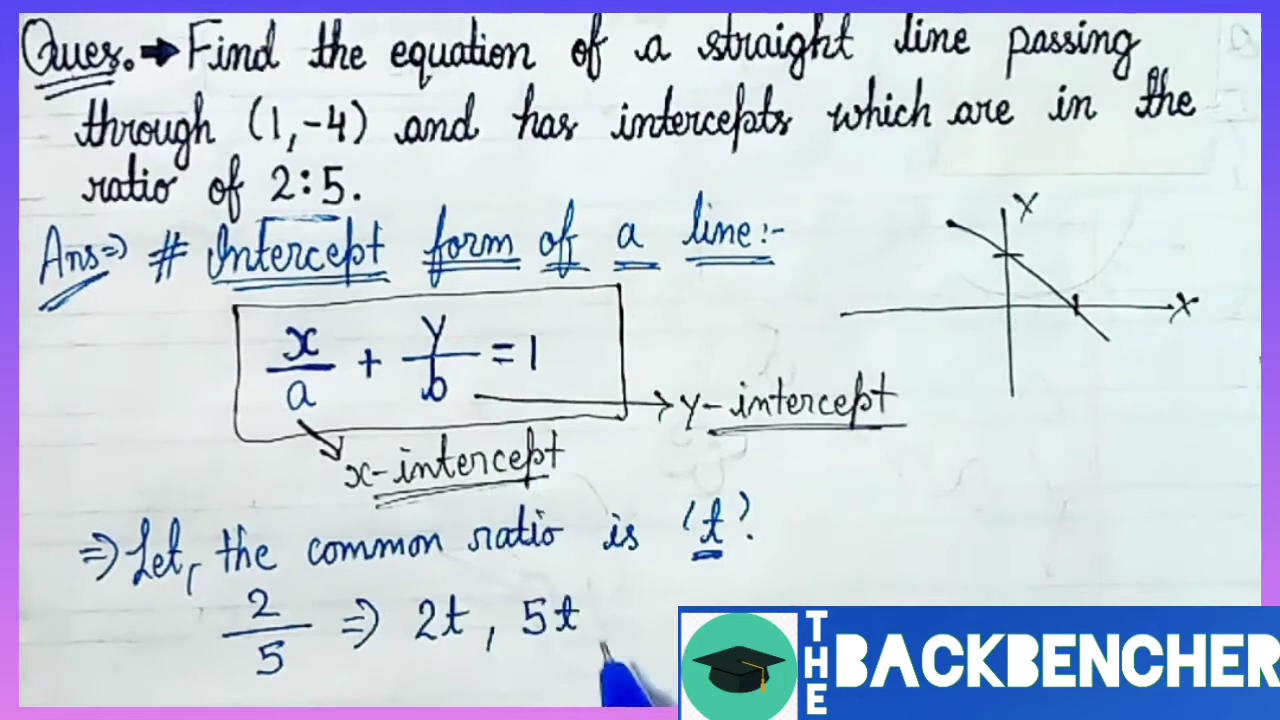 Ques. → Find the equation of a straight line passing
through (1,-4) and has intercepts which are in the
ratio of 2:5.
Ans ⇒ # Intercept form of a line:-
Y
X
x/a + y/b = 1
y-intercept
x-intercept
⇒ Let, the common ratio is 't'.
2/5 ⇒ 2t, 5t
THE BACKBENCHER